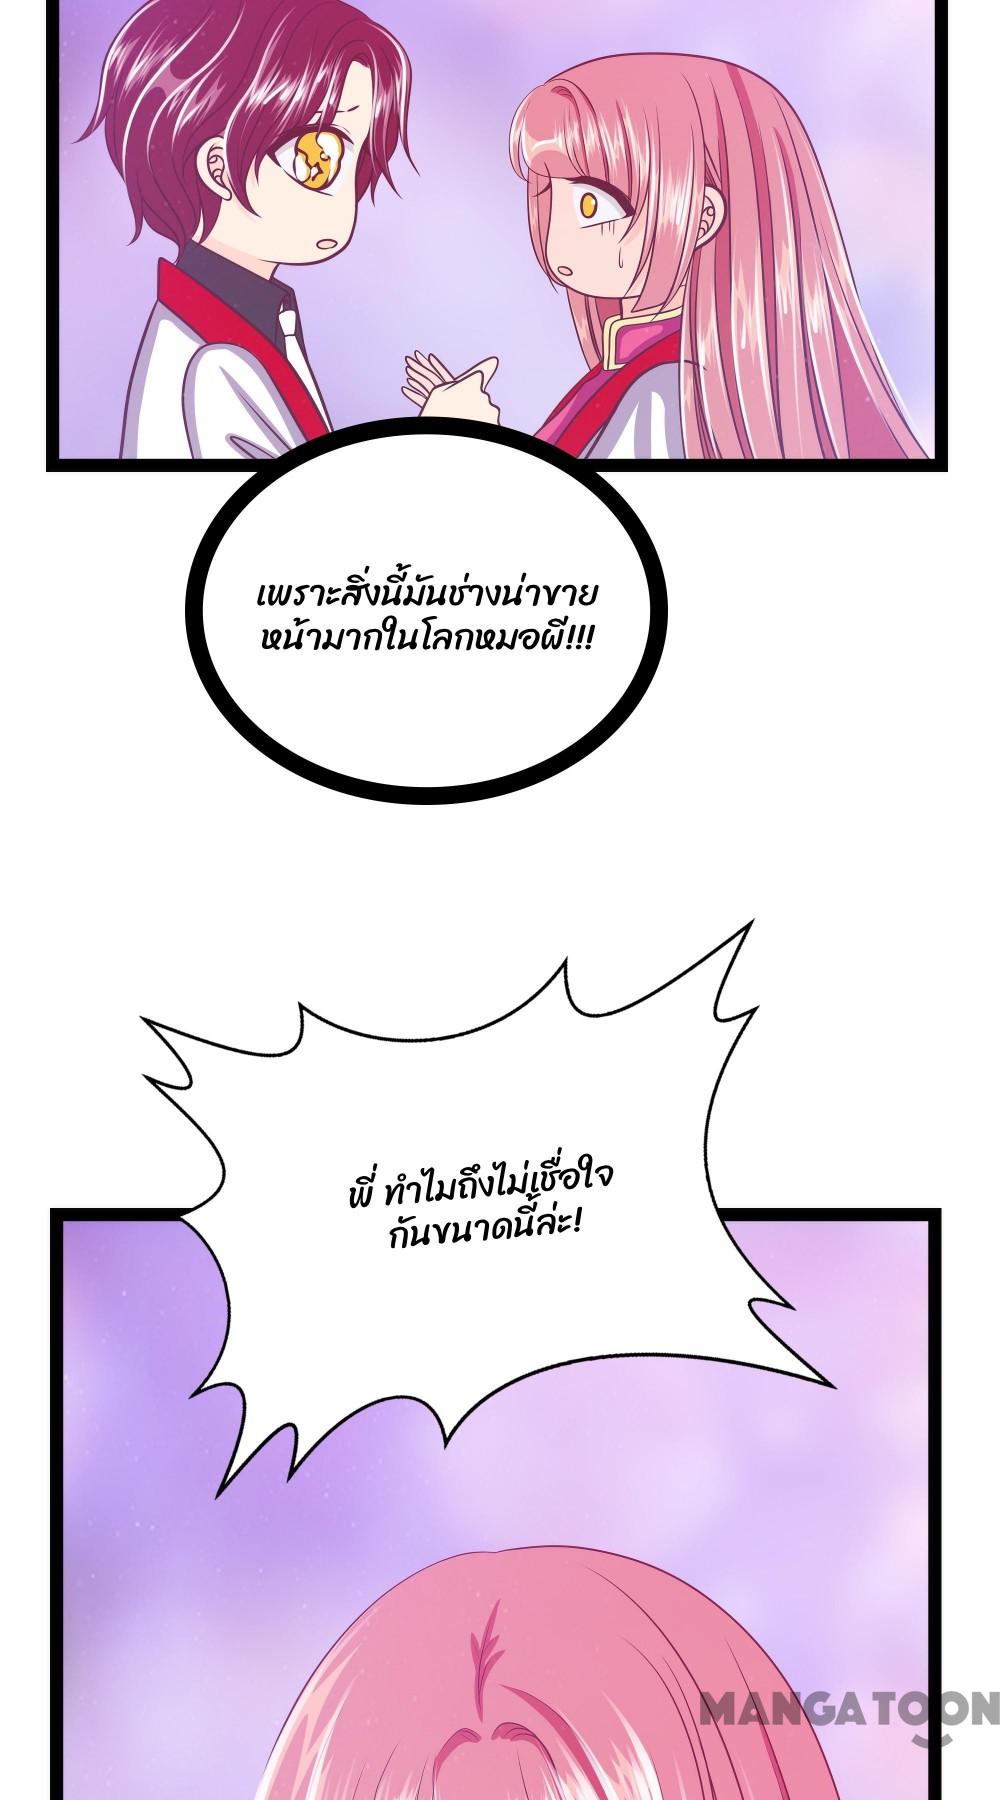 เพราะสิ่งนี้มันช่างน่าขาย
หน้ามากในโลกหมอผี!!!
พี่ ทำไมถึงไม่เชื่อใจ
กันขนาดนี้ล่ะ!
MANGATOON